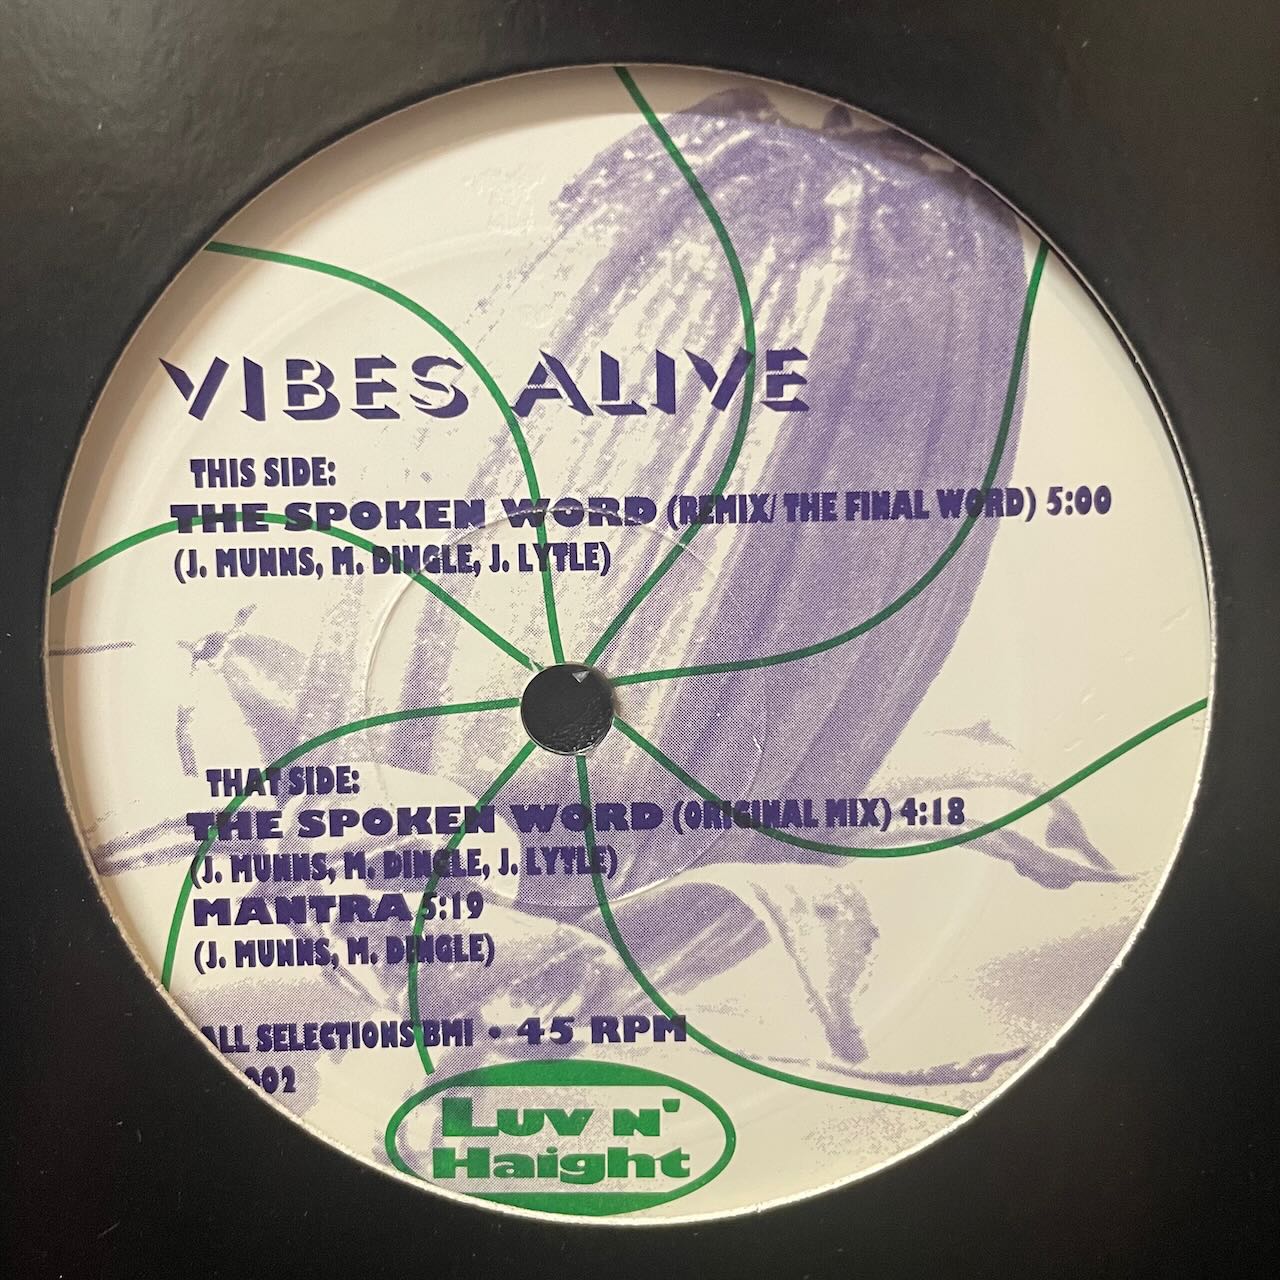 VIBES ALIVE
THIS SIDE:
THE SPOKEN WORD (REMIX/ THE FINAL WORD) 5:00
(J. MUNNS, M. DINGLE, J. LYTLE)
THAT SIDE:
THE SPOKEN WORD (ORIGINAL MIX) 4:18
(J. MUNNS, M. DINGLE, J. LYTLE)
MANTRA 5:19
(J. MUNNS, M. DINGLE)
ALL SELECTIONS BMI • 45 RPM
LUV N'
Haight